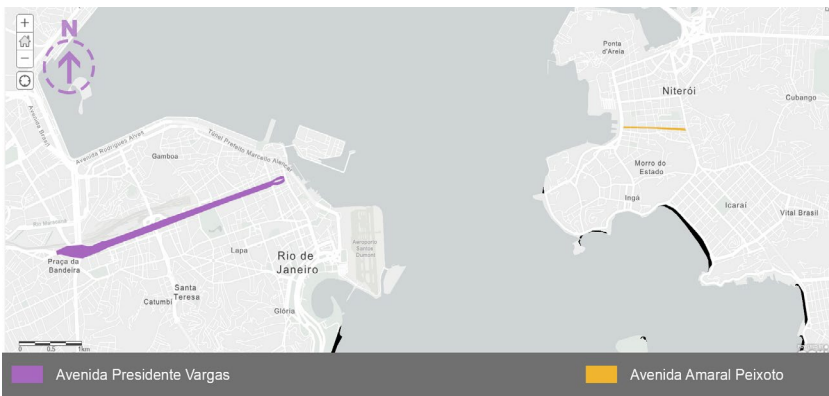 +
N
−
Ponta
d'Areia
Niterói
Cubango
Avenida Brasil
Avenida Rodrigues Alves
Túnel Prefeito Marcello Alencar
Gamboa
Morro do
Estado
Ingá
Icaraí
Vital Brasil
Aeroporto
Santos
Dumont
Lapa
Rio de
Janeiro
Praça da
Bandeira
Santa
Teresa
Catumbi
Glória
0 0.5 1km
Avenida Presidente Vargas
Avenida Amaral Peixoto